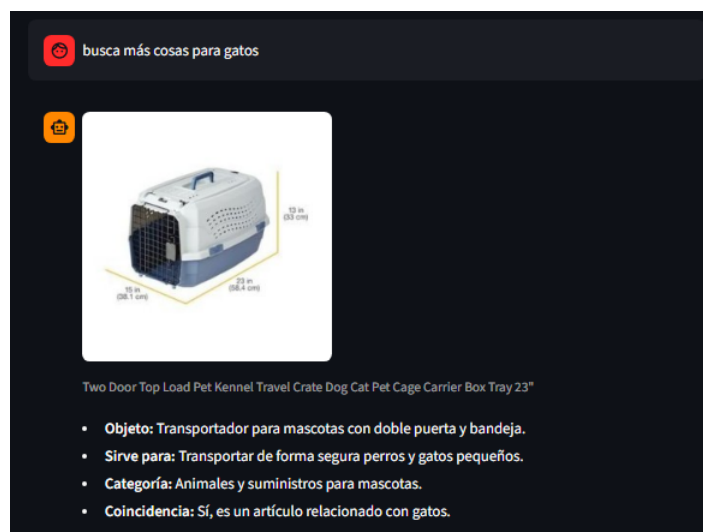 busca más cosas para gatos
13 in
(33 cm)
15 in
(38.1 cm)
23 in
(58.4 cm)
Two Door Top Load Pet Kennel Travel Crate Dog Cat Pet Cage Carrier Box Tray 23"
• Objeto: Transportador para mascotas con doble puerta y bandeja.
• Sirve para: Transportar de forma segura perros y gatos pequeños.
• Categoría: Animales y suministros para mascotas.
• Coincidencia: Sí, es un artículo relacionado con gatos.